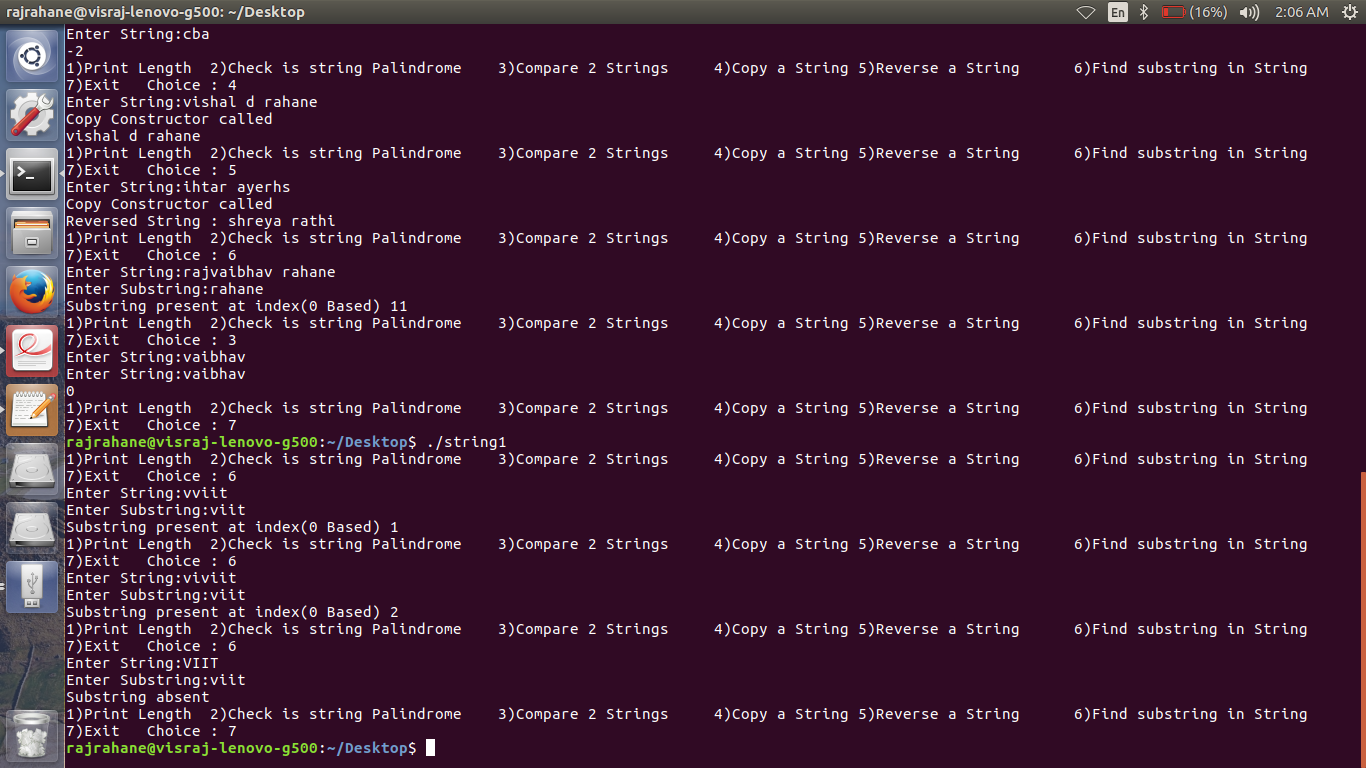 rajrahane@visraj-lenovo-g500: ~/Desktop En (16%) 2:06 AM
Enter String:cba
-2
1)Print Length  2)Check is string Palindrome    3)Compare 2 Strings     4)Copy a String 5)Reverse a String      6)Find substring in String
7)Exit   Choice : 4
Enter String:vishal d rahane
Copy Constructor called
vishal d rahane
1)Print Length  2)Check is string Palindrome    3)Compare 2 Strings     4)Copy a String 5)Reverse a String      6)Find substring in String
7)Exit   Choice : 5
Enter String:ihtar ayerhs
Copy Constructor called
Reversed String : shreya rathi
1)Print Length  2)Check is string Palindrome    3)Compare 2 Strings     4)Copy a String 5)Reverse a String      6)Find substring in String
7)Exit   Choice : 6
Enter String:rajvaibhav rahane
Enter Substring:rahane
Substring present at index(0 Based) 11
1)Print Length  2)Check is string Palindrome    3)Compare 2 Strings     4)Copy a String 5)Reverse a String      6)Find substring in String
7)Exit   Choice : 3
Enter String:vaibhav
Enter String:vaibhav
0
1)Print Length  2)Check is string Palindrome    3)Compare 2 Strings     4)Copy a String 5)Reverse a String      6)Find substring in String
7)Exit   Choice : 7
rajrahane@visraj-lenovo-g500:~/Desktop$ ./string1
1)Print Length  2)Check is string Palindrome    3)Compare 2 Strings     4)Copy a String 5)Reverse a String      6)Find substring in String
7)Exit   Choice : 6
Enter String:vviit
Enter Substring:viit
Substring present at index(0 Based) 1
1)Print Length  2)Check is string Palindrome    3)Compare 2 Strings     4)Copy a String 5)Reverse a String      6)Find substring in String
7)Exit   Choice : 6
Enter String:viviit
Enter Substring:viit
Substring present at index(0 Based) 2
1)Print Length  2)Check is string Palindrome    3)Compare 2 Strings     4)Copy a String 5)Reverse a String      6)Find substring in String
7)Exit   Choice : 6
Enter String:VIIT
Enter Substring:viit
Substring absent
1)Print Length  2)Check is string Palindrome    3)Compare 2 Strings     4)Copy a String 5)Reverse a String      6)Find substring in String
7)Exit   Choice : 7
rajrahane@visraj-lenovo-g500:~/Desktop$